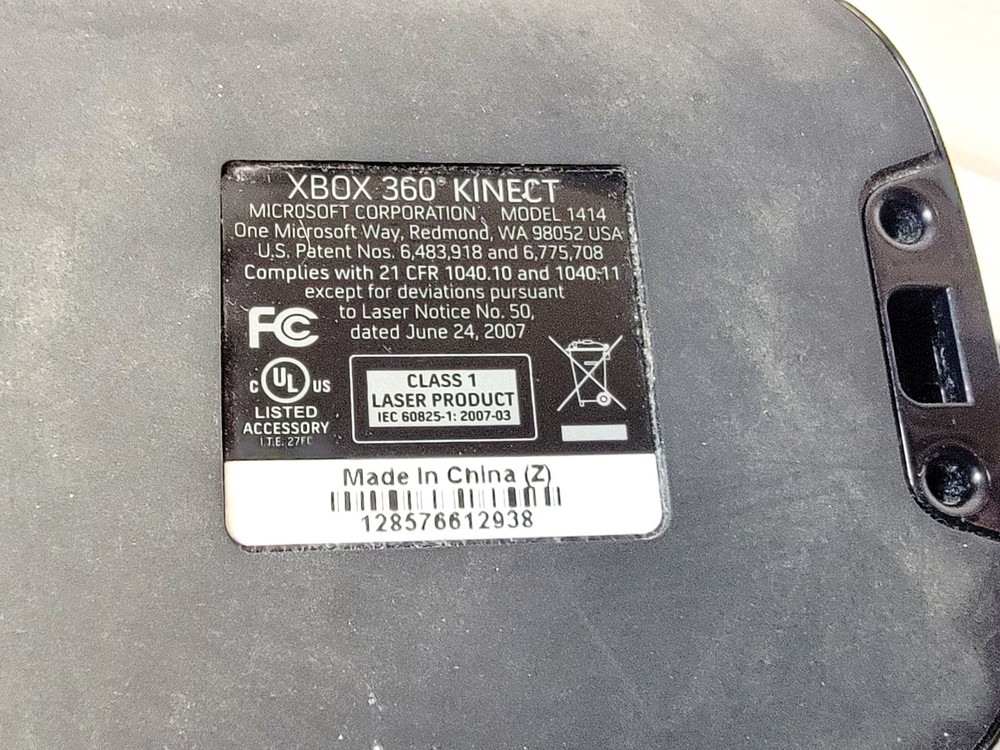 XBOX 360® KINECT
MICROSOFT CORPORATION MODEL 1414
One Microsoft Way, Redmond, WA 98052 USA
U.S. Patent Nos. 6,483,918 and 6,775,708
Complies with 21 CFR 1040.10 and 1040.11
except for deviations pursuant
to Laser Notice No. 50,
dated June 24, 2007
FC
C UL US
LISTED
ACCESSORY
I.T.E. 27FC
CLASS 1
LASER PRODUCT
IEC 60825-1: 2007-03
Made In China (Z)
128576612938